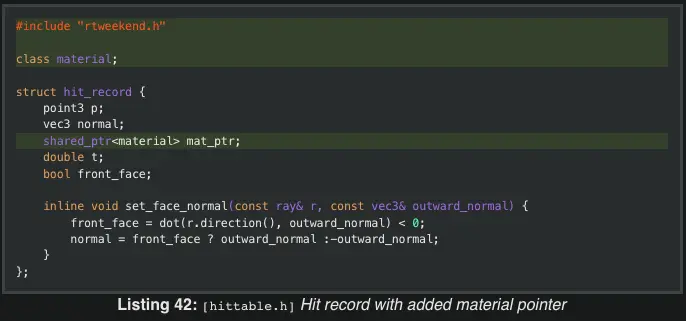 #include "rtweekend.h"
class material;
struct hit_record {
    point3 p;
    vec3 normal;
    shared_ptr<material> mat_ptr;
    double t;
    bool front_face;
    inline void set_face_normal(const ray& r, const vec3& outward_normal) {
        front_face = dot(r.direction(), outward_normal) < 0;
        normal = front_face ? outward_normal :-outward_normal;
    }
};
Listing 42: [hittable.h] Hit record with added material pointer